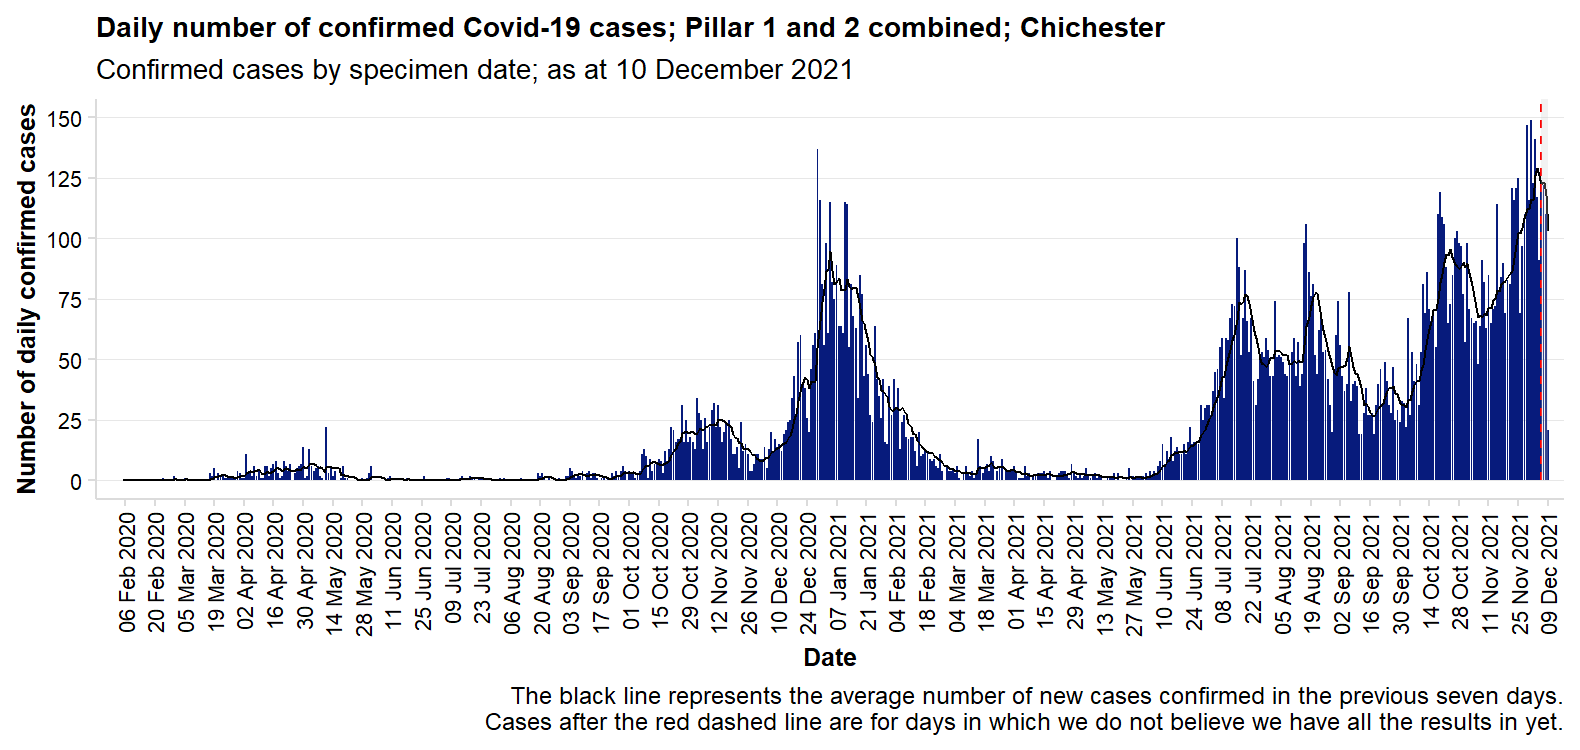 Daily number of confirmed Covid-19 cases; Pillar 1 and 2 combined; Chichester
Confirmed cases by specimen date; as at 10 December 2021
Number of daily confirmed cases
150
125
100
75
50
25
0
06 Feb 2020
20 Feb 2020
05 Mar 2020
19 Mar 2020
02 Apr 2020
16 Apr 2020
30 Apr 2020
14 May 2020
28 May 2020
11 Jun 2020
25 Jun 2020
09 Jul 2020
23 Jul 2020
06 Aug 2020
20 Aug 2020
03 Sep 2020
17 Sep 2020
01 Oct 2020
15 Oct 2020
29 Oct 2020
12 Nov 2020
26 Nov 2020
10 Dec 2020
24 Dec 2020
07 Jan 2021
21 Jan 2021
04 Feb 2021
18 Feb 2021
04 Mar 2021
18 Mar 2021
01 Apr 2021
15 Apr 2021
29 Apr 2021
13 May 2021
27 May 2021
10 Jun 2021
24 Jun 2021
08 Jul 2021
22 Jul 2021
05 Aug 2021
19 Aug 2021
02 Sep 2021
16 Sep 2021
30 Sep 2021
14 Oct 2021
28 Oct 2021
11 Nov 2021
25 Nov 2021
09 Dec 2021
Date
The black line represents the average number of new cases confirmed in the previous seven days.
Cases after the red dashed line are for days in which we do not believe we have all the results in yet.